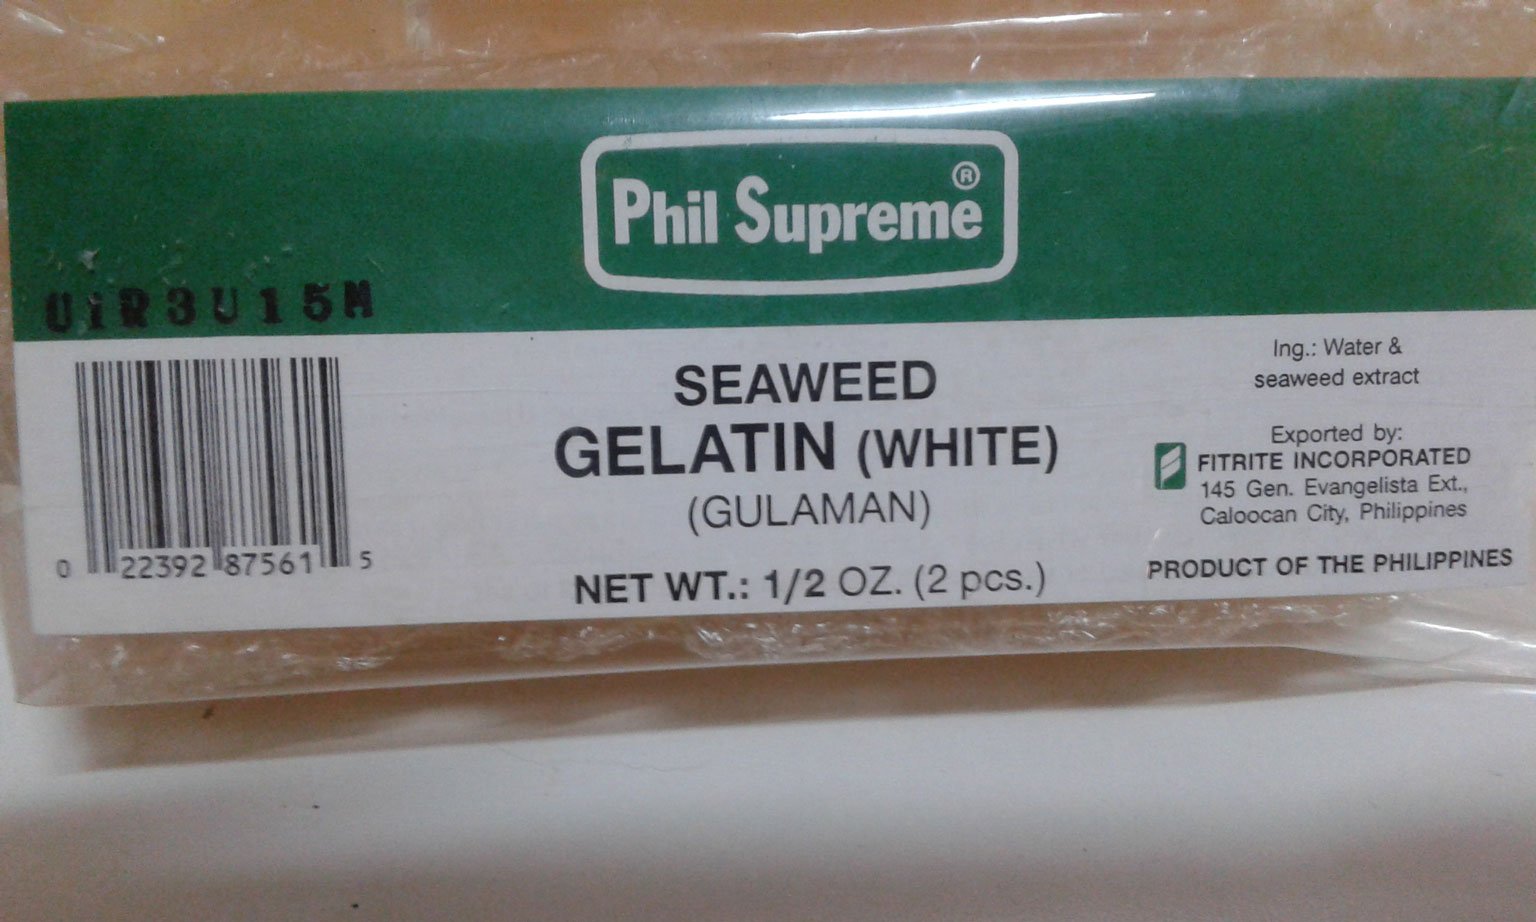 Phil Supreme®
U1R3U15M
0 22392 87561 5
SEAWEED
GELATIN (WHITE)
(GULAMAN)
NET WT.: 1/2 OZ. (2 pcs.)
Ing.: Water &
seaweed extract
Exported by:
FITRITE INCORPORATED
145 Gen. Evangelista Ext.,
Caloocan City, Philippines
PRODUCT OF THE PHILIPPINES